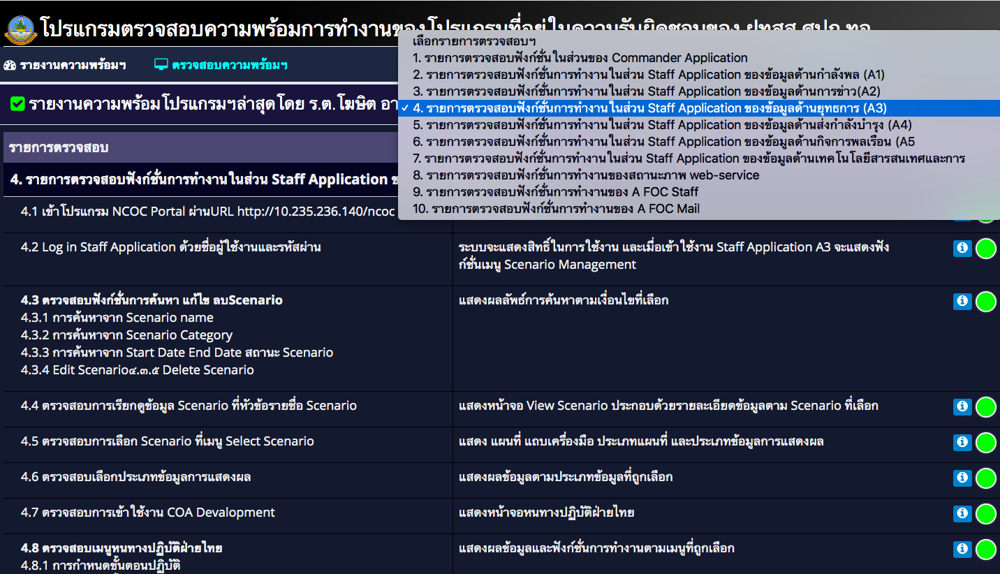 โปรแกรมตรวจสอบความพร้อมการทำงานของโปรแกรมที่อยู่ในความรับผิดชอบของ ฝทสส.ศปก.ทอ.
รายงานความพร้อมฯ
ตรวจสอบความพร้อมฯ
เลือกรายการตรวจสอบฯ
1. รายการตรวจสอบฟังก์ชั่นในส่วนของ Commander Application
2. รายการตรวจสอบฟังก์ชั่นการทำงานในส่วน Staff Application ของข้อมูลด้านกำลังพล (A1)
3. รายการตรวจสอบฟังก์ชั่นการทำงานในส่วน Staff Application ของข้อมูลด้านการข่าว(A2)
✓ 4. รายการตรวจสอบฟังก์ชั่นการทำงานในส่วน Staff Application ของข้อมูลด้านยุทธการ (A3)
5. รายการตรวจสอบฟังก์ชั่นการทำงานในส่วน Staff Application ของข้อมูลด้านส่งกำลังบำรุง (A4)
6. รายการตรวจสอบฟังก์ชั่นการทำงานในส่วน Staff Application ของข้อมูลด้านกิจการพลเรือน (A5
7. รายการตรวจสอบฟังก์ชั่นการทำงานในส่วน Staff Application ของข้อมูลด้านเทคโนโลยีสารสนเทศและการ
8. รายการตรวจสอบฟังก์ชั่นการทำงานของสถานะภาพ web-service
9. รายการตรวจสอบฟังก์ชั่นการทำงานของ A FOC Staff
10. รายการตรวจสอบฟังก์ชั่นการทำงานของ A FOC Mail
รายงานความพร้อมโปรแกรมฯล่าสุดโดย ร.ต.โฆษิต อา
รายการตรวจสอบ
4. รายการตรวจสอบฟังก์ชั่นการทำงานในส่วน Staff Application ข
4.1 เข้าโปรแกรม NCOC Portal ผ่านURL http://10.235.236.140/ncoc
4.2 Log in Staff Application ด้วยชื่อผู้ใช้งานและรหัสผ่าน
ระบบจะแสดงสิทธิ์ในการใช้งาน และเมื่อเข้าใช้งาน Staff Application A3 จะแสดงฟัง
ก์ชั่นเมนู Scenario Management
4.3 ตรวจสอบฟังก์ชั่นการค้นหา แก้ไข ลบScenario
4.3.1 การค้นหาจาก Scenario name
4.3.2 การค้นหาจาก Scenario Category
4.3.3 การค้นหาจาก Start Date End Date สถานะ Scenario
4.3.4 Edit Scenario๔.๓.๕ Delete Scenario
แสดงผลลัพธ์การค้นหาตามเงื่อนไขที่เลือก
4.4 ตรวจสอบการเรียกดูข้อมูล Scenario ที่หัวข้อรายชื่อ Scenario
แสดงหน้าจอ View Scenario ประกอบด้วยรายละเอียดข้อมูลตาม Scenario ที่เลือก
4.5 ตรวจสอบการเลือก Scenario ที่เมนู Select Scenario
แสดง แผนที่ แถบเครื่องมือ ประเภทแผนที่ และประเภทข้อมูลการแสดงผล
4.6 ตรวจสอบเลือกประเภทข้อมูลการแสดงผล
แสดงผลข้อมูลตามประเภทข้อมูลที่ถูกเลือก
4.7 ตรวจสอบการเข้าใช้งาน COA Devalopment
แสดงหน้าจอหนทางปฏิบัติฝ่ายไทย
4.8 ตรวจสอบเมนูหนทางปฏิบัติฝ่ายไทย
4.8.1 การกำหนดขั้นตอนปฏิบัติ
แสดงผลข้อมูลและฟังก์ชั่นการทำงานตามเมนูที่ถูกเลือก